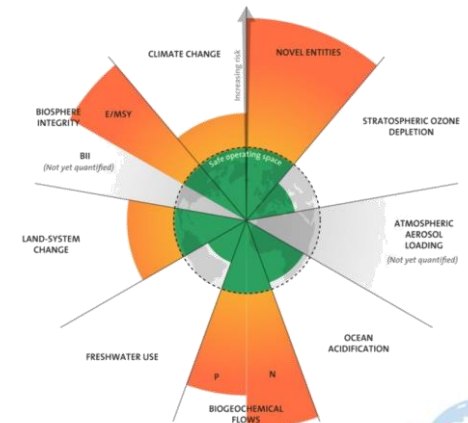 CLIMATE CHANGE
Increasing risk
NOVEL ENTITIES
STRATOSPHERIC OZONE
DEPLETION
ATMOSPHERIC
AEROSOL
LOADING
(Not yet quantified)
OCEAN
ACIDIFICATION
N
P
BIOGEOCHEMICAL
FLOWS
FRESHWATER USE
LAND-SYSTEM
CHANGE
BII
(Not yet quantified)
BIOSPHERE
INTEGRITY
E/MSY
Safe operating space